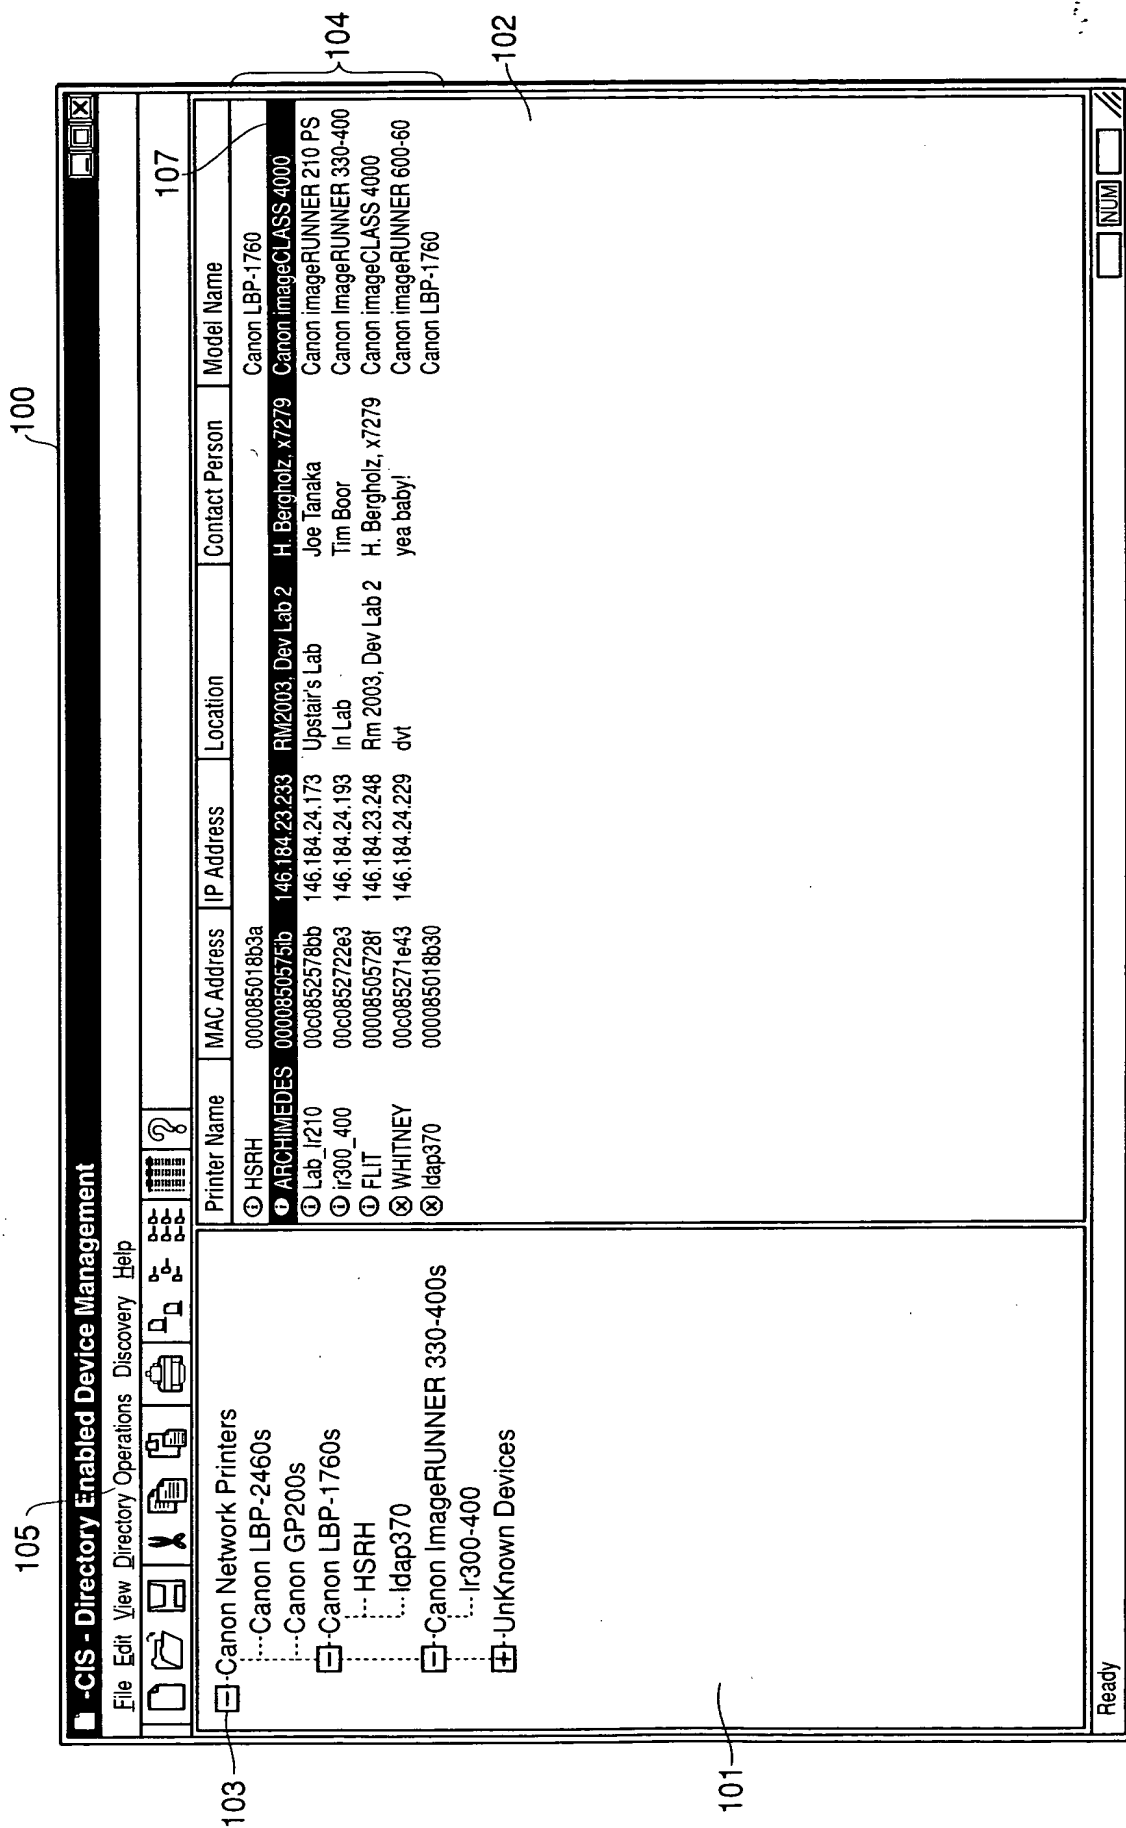 100
105
-CIS - Directory Enabled Device Management
File Edit View Directory Operations Discovery Help
107
103
Canon Network Printers
Canon LBP-2460s
Canon GP200s
Canon LBP-1760s
HSRH
ldap370
Canon ImageRUNNER 330-400s
Ir300-400
UnKnown Devices
101
Printer Name MAC Address IP Address Location Contact Person Model Name
HSRH 000085018b3a Canon LBP-1760
ARCHIMEDES 00008505751b 146.184.23.233 RM2003, Dev Lab 2 H. Bergholz, x7279 Canon imageCLASS 4000
Lab_Ir210 00c0852578bb 146.184.24.173 Upstair's Lab Joe Tanaka Canon imageRUNNER 210 PS
ir300_400 00c0852722e3 146.184.24.193 In Lab Tim Boor Canon ImageRUNNER 330-400
FLIT 00008505728f 146.184.23.248 Rm 2003, Dev Lab 2 H. Bergholz, x7279 Canon imageCLASS 4000
WHITNEY 00c085271e43 146.184.24.229 dvt yea baby! Canon imageRUNNER 600-60
ldap370 000085018b30 Canon LBP-1760
104
102
Ready NUM